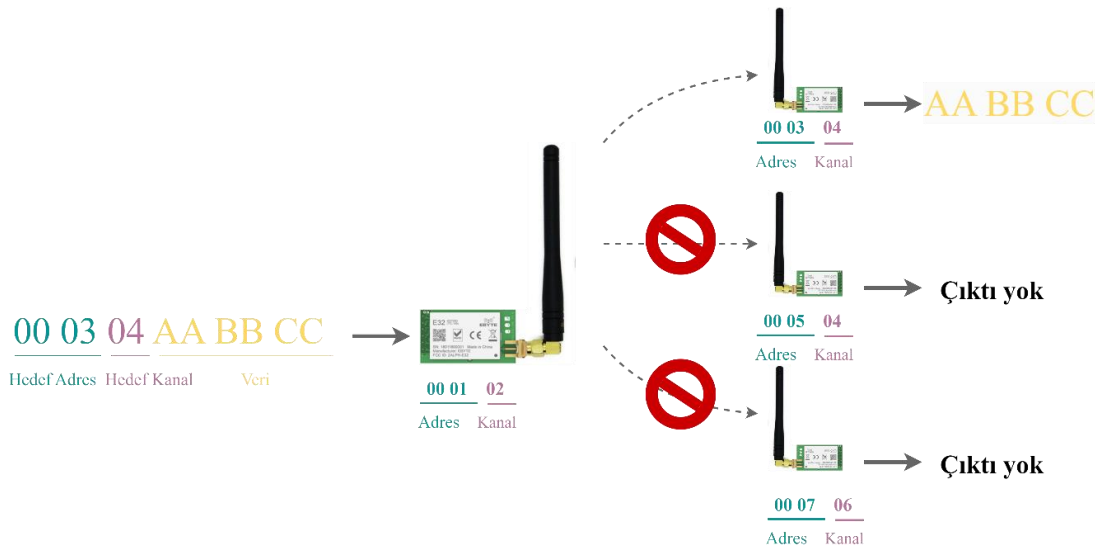 00 03 04 AA BB CC
Hedef Adres Hedef Kanal Veri
E32
EBYTE
00 01 02
Adres Kanal
00 03 04
Adres Kanal
AA BB CC
00 05 04
Adres Kanal
Çıktı yok
00 07 06
Adres Kanal
Çıktı yok